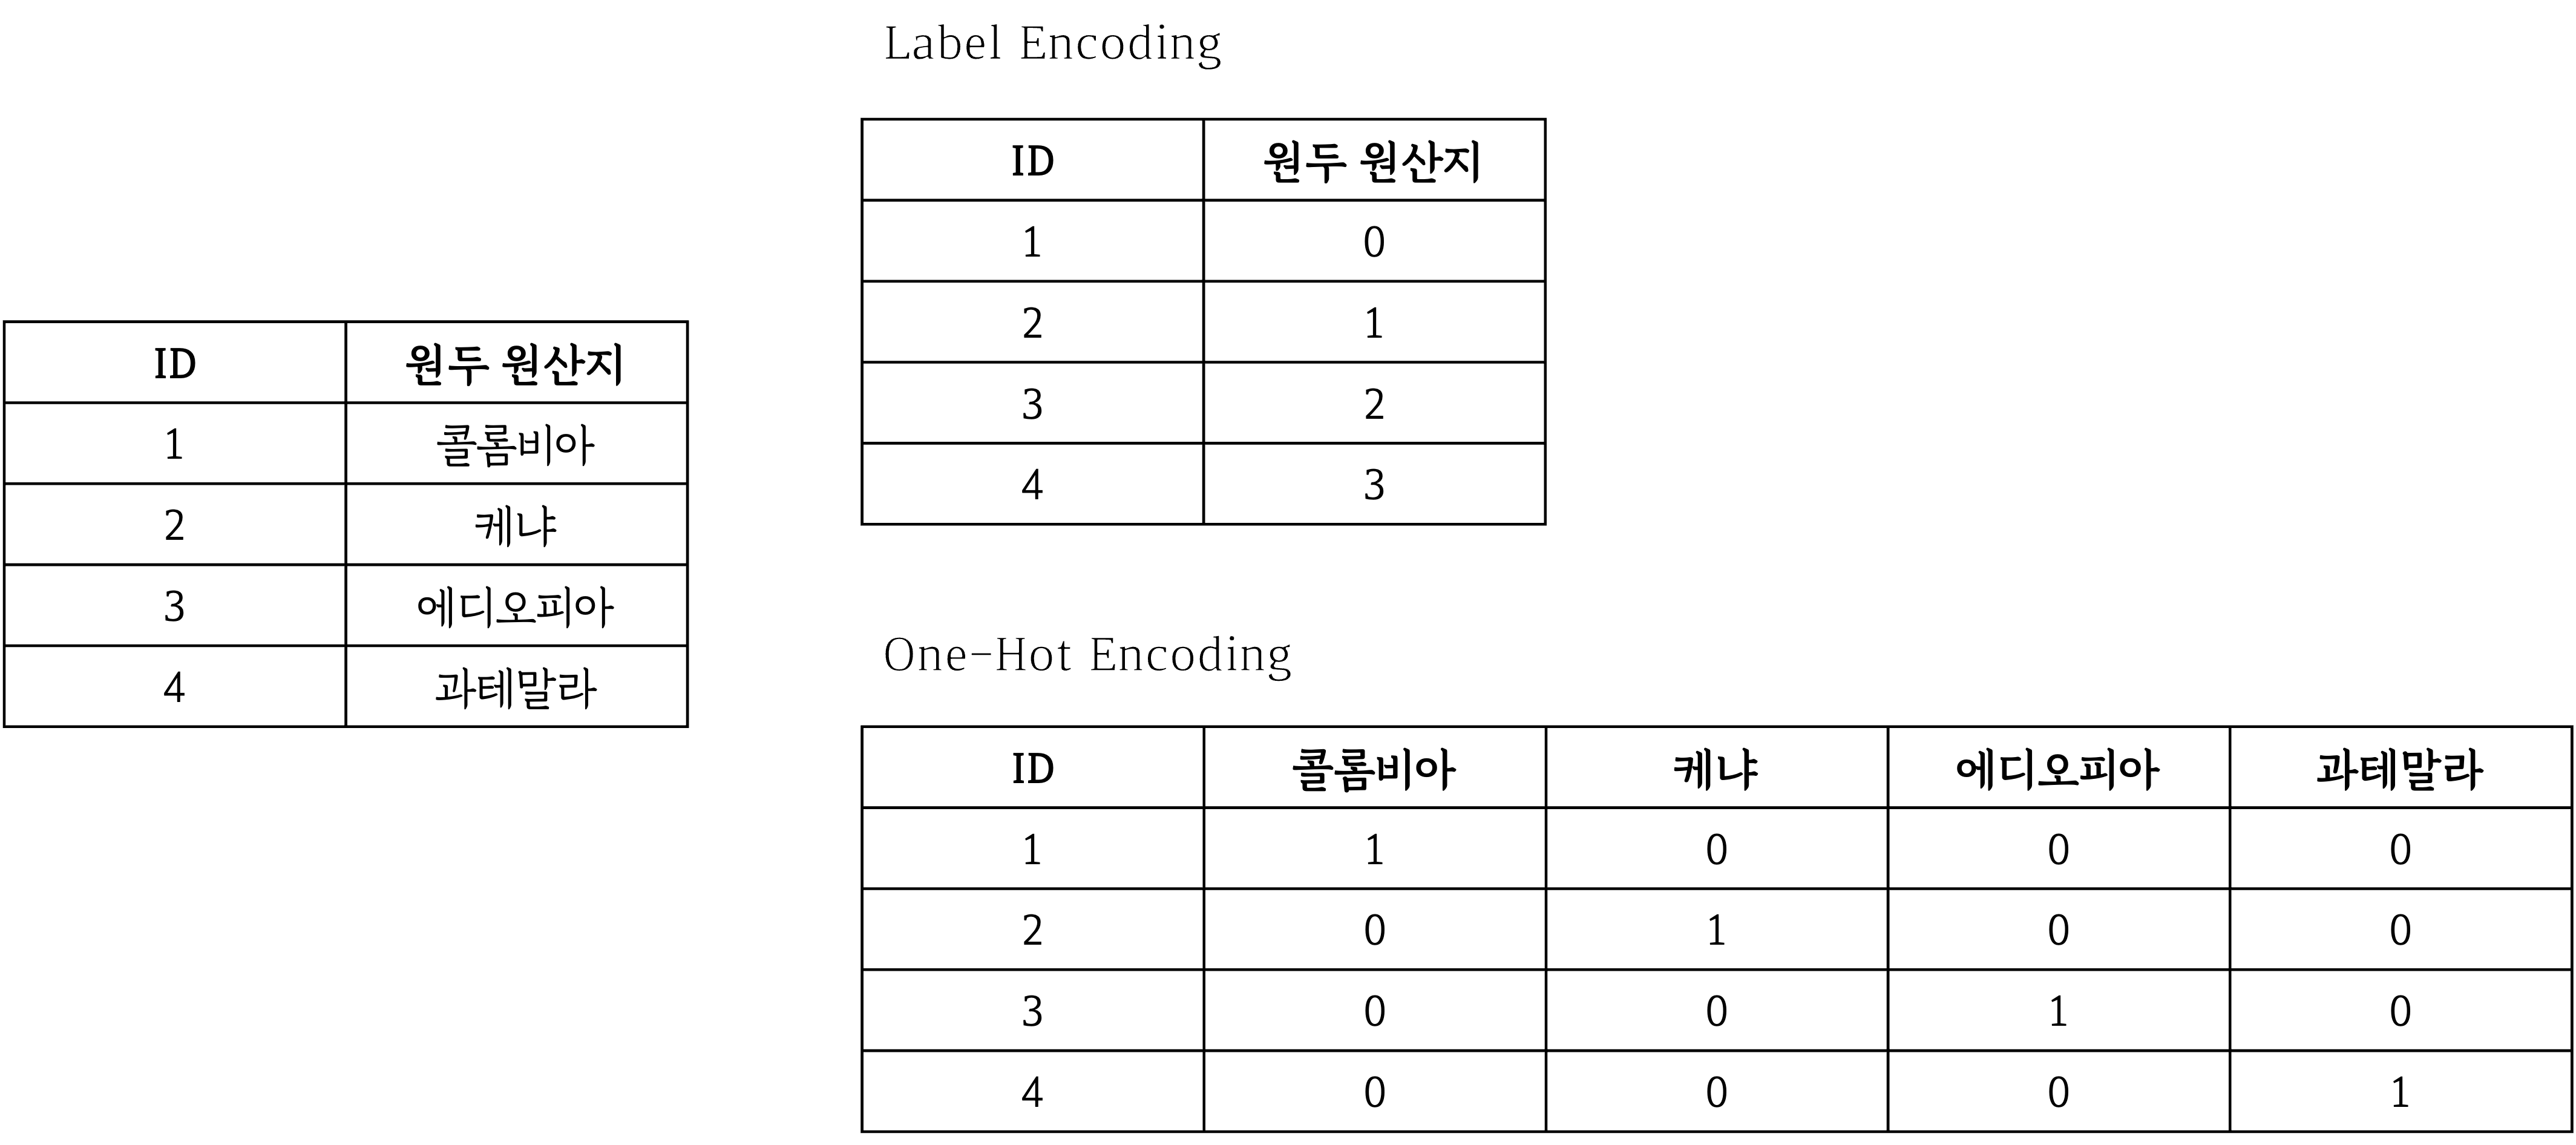 ID 원두 원산지
1 콜롬비아
2 케냐
3 에디오피아
4 과테말라
Label Encoding
ID 원두 원산지
1 0
2 1
3 2
4 3
One-Hot Encoding
ID 콜롬비아 케냐 에디오피아 과테말라
1 1 0 0 0
2 0 1 0 0
3 0 0 1 0
4 0 0 0 1